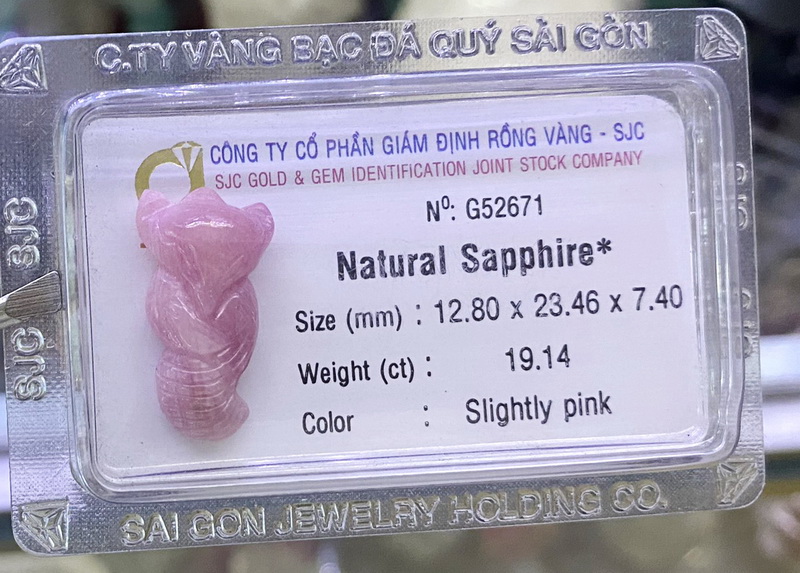 C.TY VÀNG BẠC ĐÁ QUÝ SÀI GÒN
CÔNG TY CỔ PHẦN GIÁM ĐỊNH RỒNG VÀNG - SJC
SJC GOLD & GEM IDENTIFICATION JOINT STOCK COMPANY
Nº: G52671
Natural Sapphire*
Size (mm) : 12.80 x 23.46 x 7.40
Weight (ct) : 19.14
Color : Slightly pink
SJC
SJC
SAI GON JEWELRY HOLDING CO.